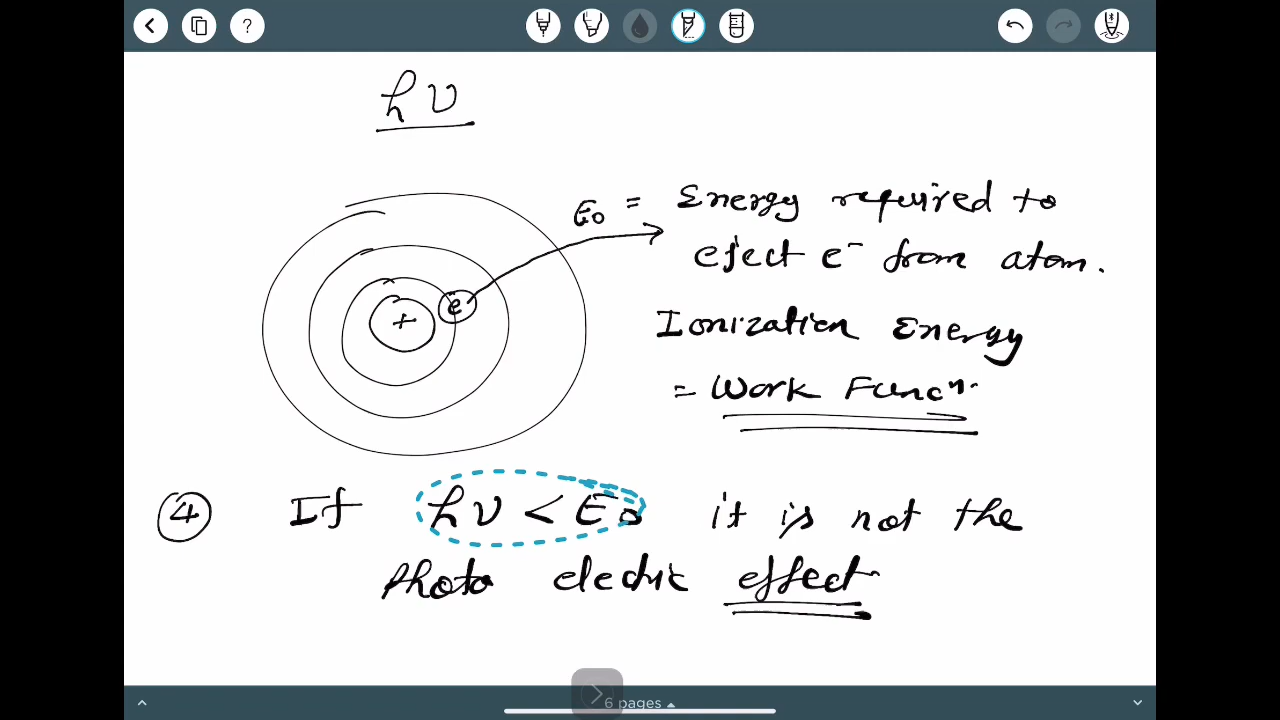 ?
hν
E₀ = Energy required to
eject e⁻ from atom.
e
+
Ionization Energy
= Work Funcⁿ.
④ If hν < E₀ it is not the
Photo electric effect
6 pages